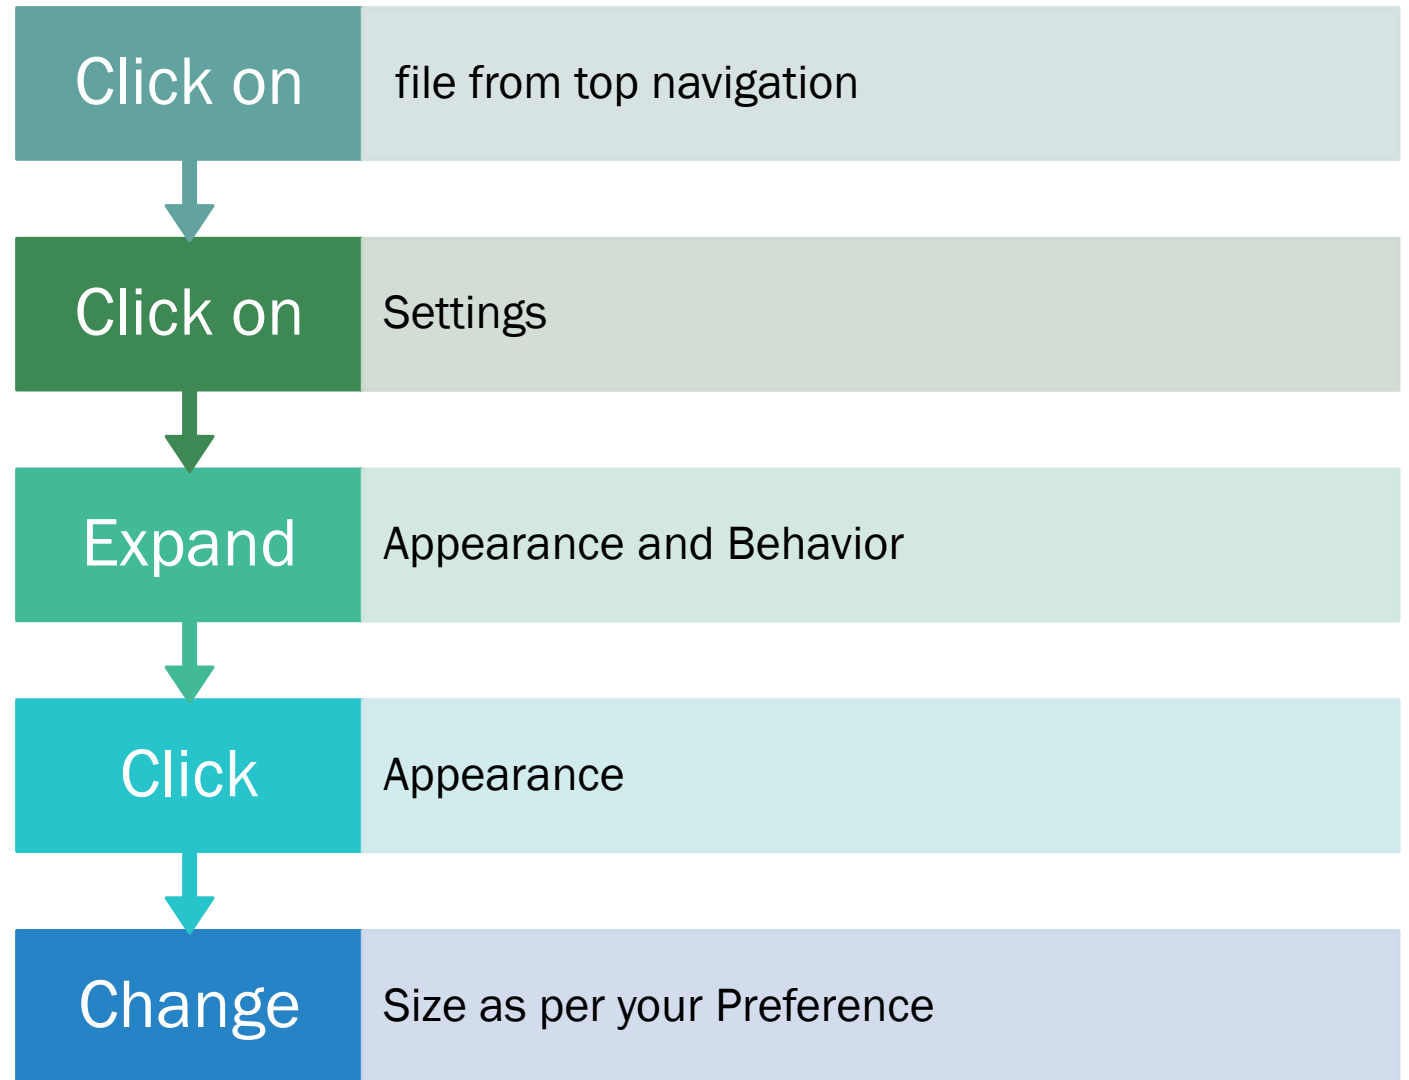 Click on
file from top navigation
Click on
Settings
Expand
Appearance and Behavior
Click
Appearance
Change
Size as per your Preference